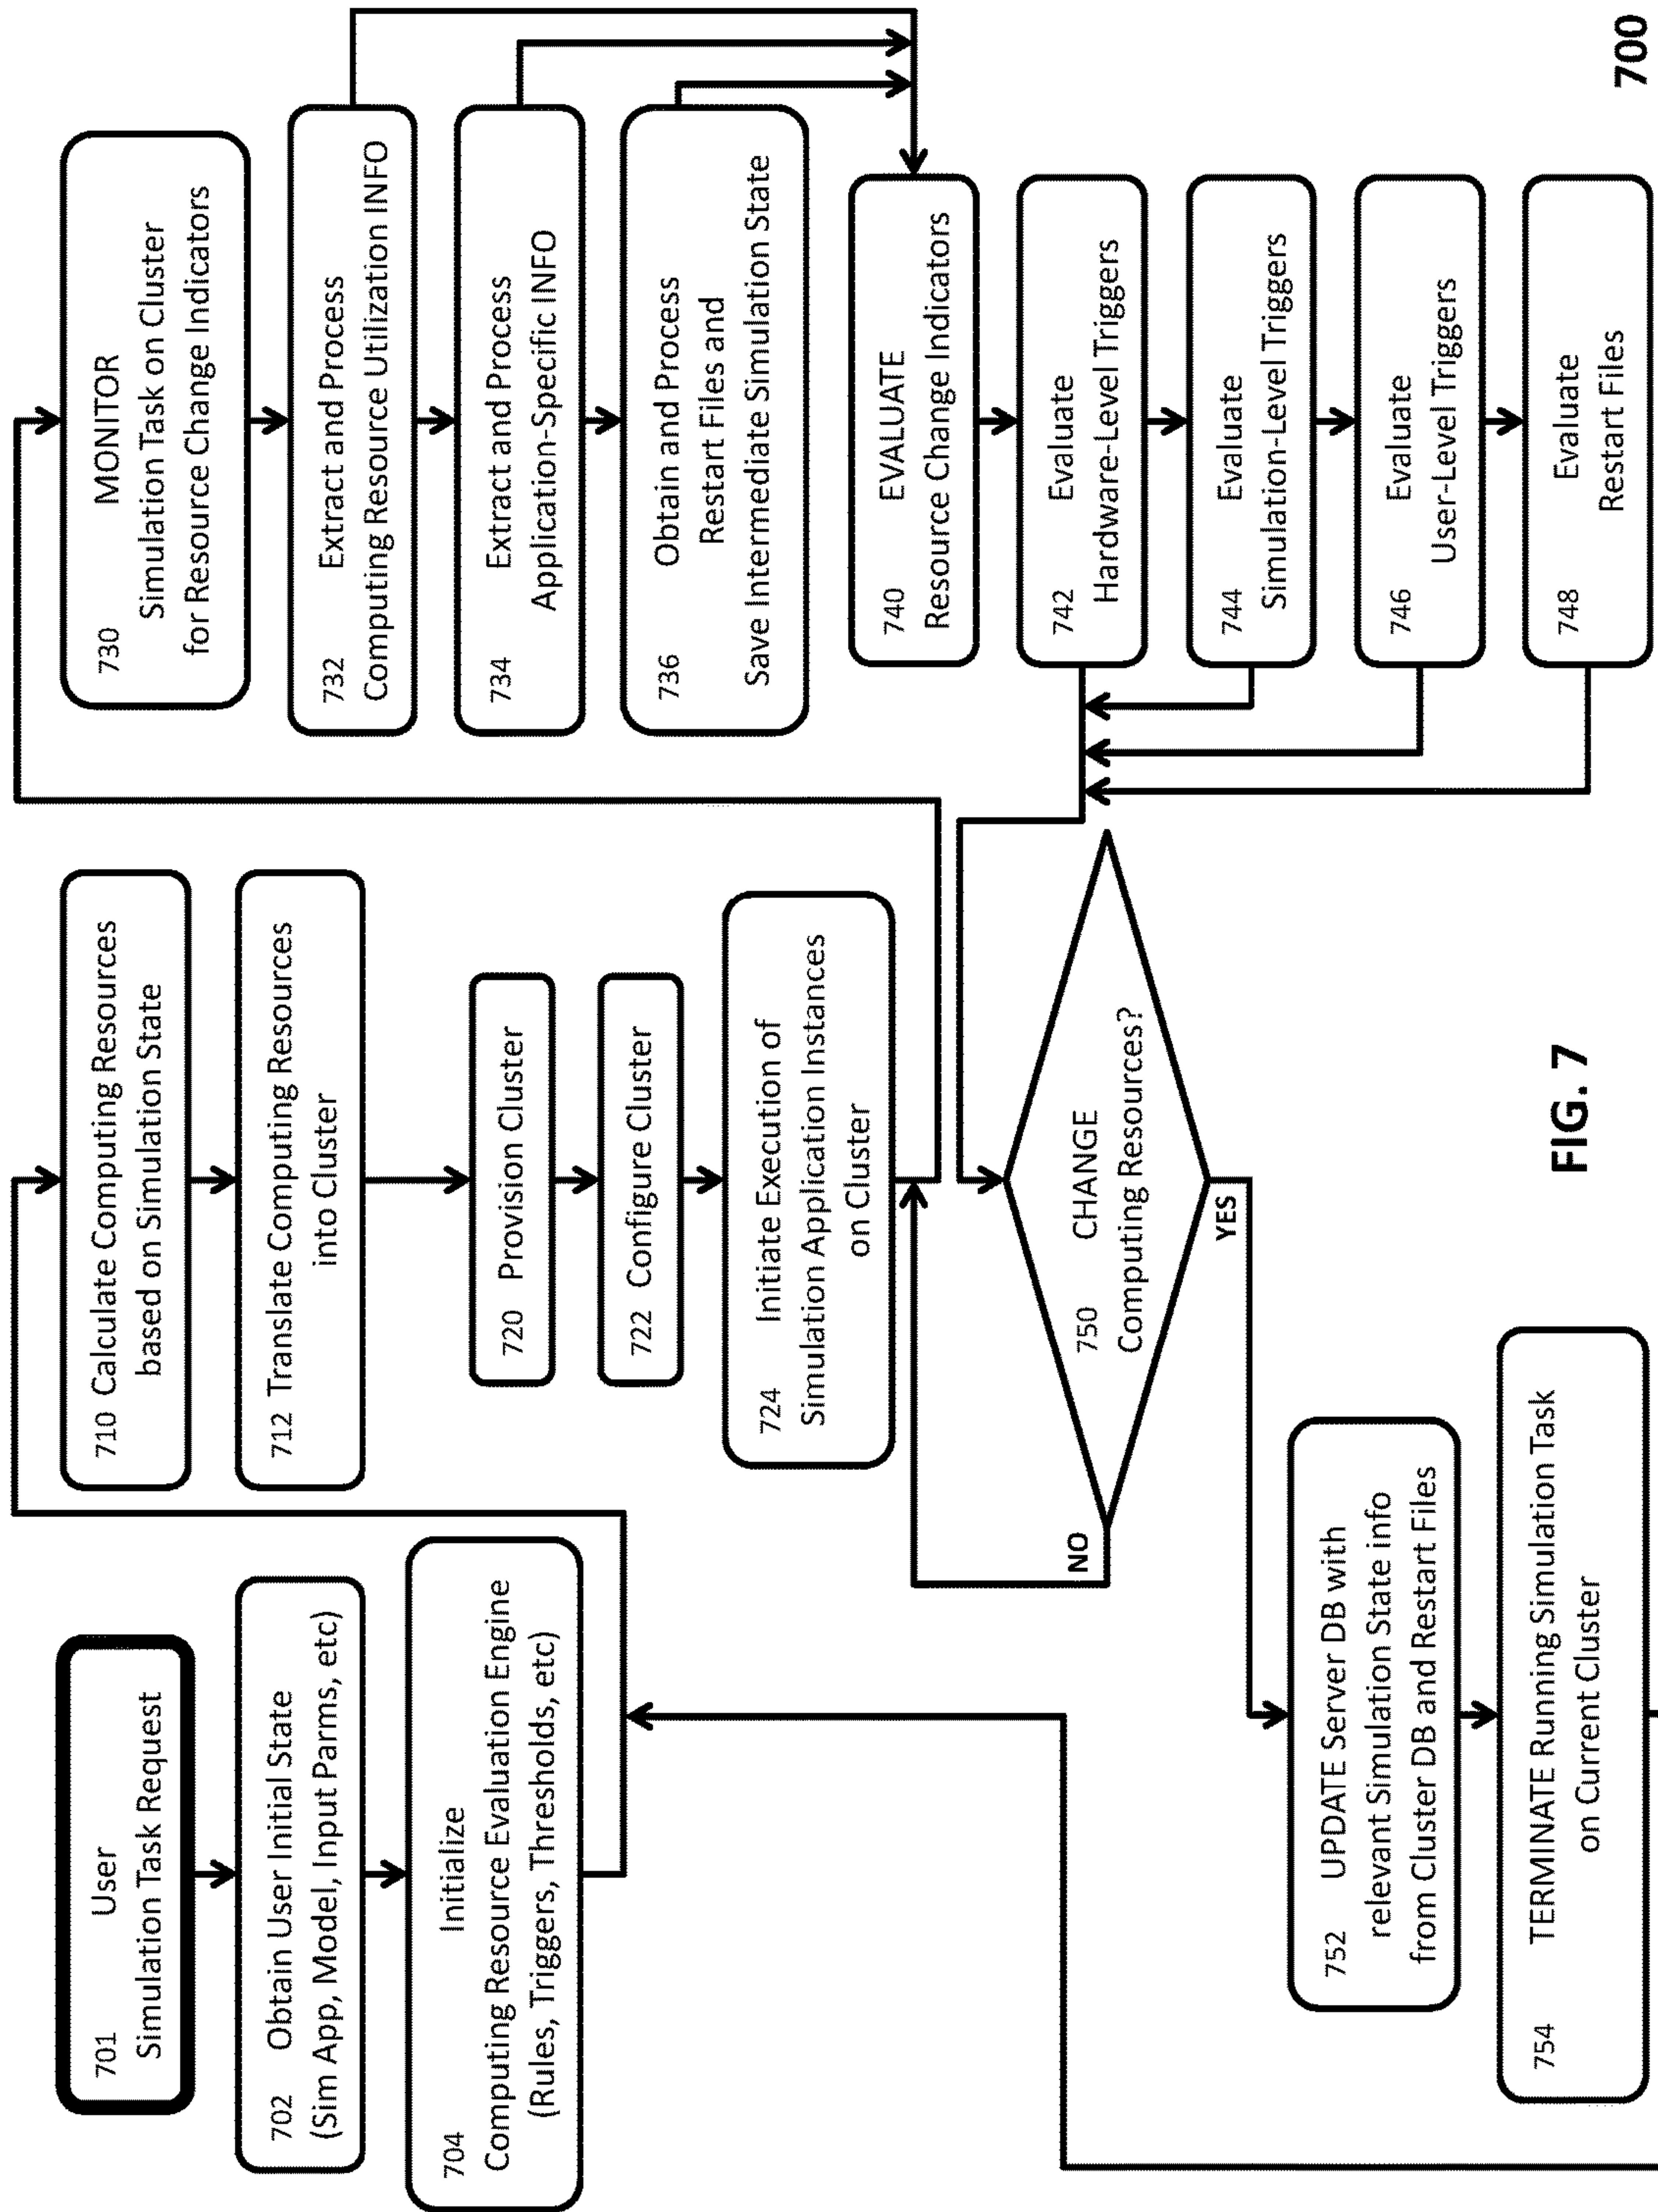 701 User
Simulation Task Request
702 Obtain User Initial State
(Sim App, Model, Input Parms, etc)
704 Initialize
Computing Resource Evaluation Engine
(Rules, Triggers, Thresholds, etc)
710 Calculate Computing Resources
based on Simulation State
712 Translate Computing Resources
into Cluster
720 Provision Cluster
722 Configure Cluster
724 Initiate Execution of
Simulation Application Instances
on Cluster
730 MONITOR
Simulation Task on Cluster
for Resource Change Indicators
732 Extract and Process
Computing Resource Utilization INFO
734 Extract and Process
Application-Specific INFO
736 Obtain and Process
Restart Files and
Save Intermediate Simulation State
740 EVALUATE
Resource Change Indicators
742 Evaluate
Hardware-Level Triggers
744 Evaluate
Simulation-Level Triggers
746 Evaluate
User-Level Triggers
748 Evaluate
Restart Files
750 CHANGE
Computing Resources?
NO
YES
752 UPDATE Server DB with
relevant Simulation State info
from Cluster DB and Restart Files
754 TERMINATE Running Simulation Task
on Current Cluster
FIG. 7
700